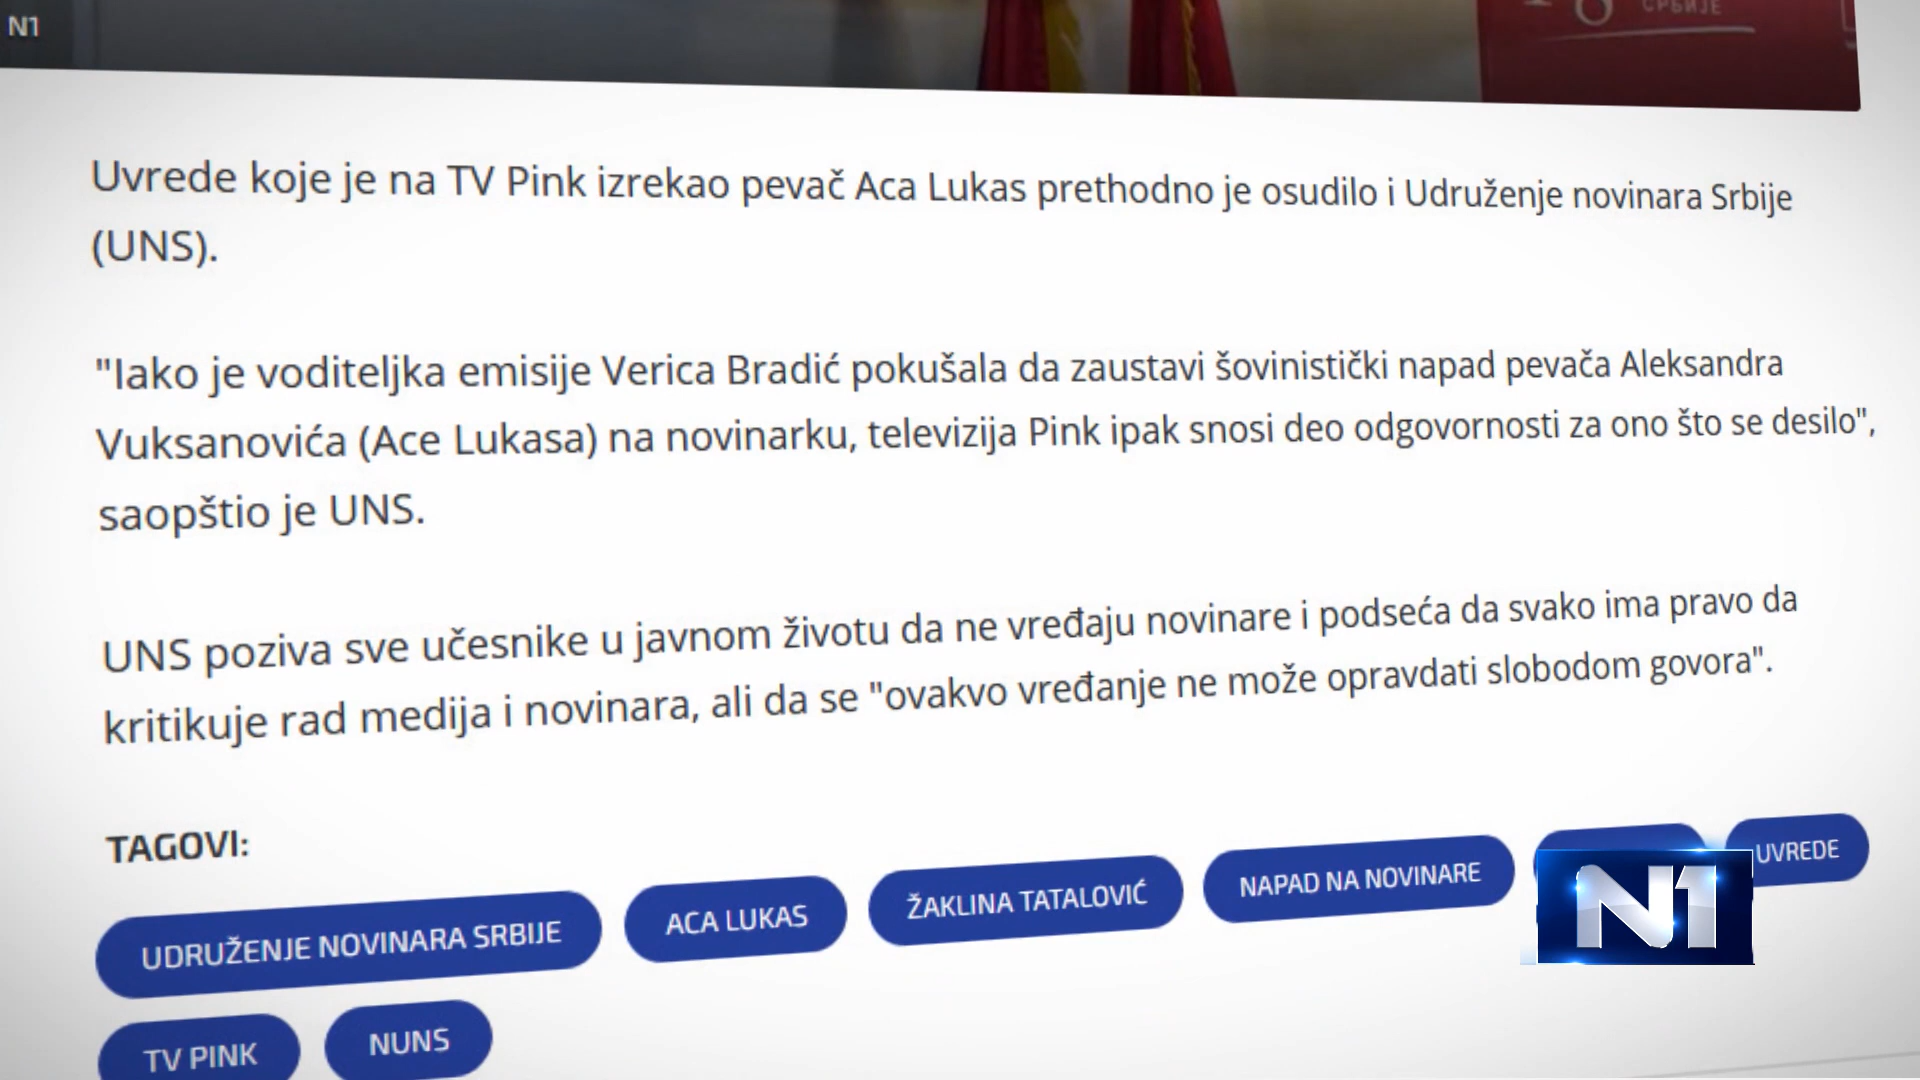 N1
СРБИЈЕ
Uvrede koje je na TV Pink izrekao pevač Aca Lukas prethodno je osudilo i Udruženje novinara Srbije
(UNS).
"Iako je voditeljka emisije Verica Bradić pokušala da zaustavi šovinistički napad pevača Aleksandra
Vuksanovića (Ace Lukasa) na novinarku, televizija Pink ipak snosi deo odgovornosti za ono što se desilo",
saopštio je UNS.
UNS poziva sve učesnike u javnom životu da ne vređaju novinare i podseća da svako ima pravo da
kritikuje rad medija i novinara, ali da se "ovakvo vređanje ne može opravdati slobodom govora".
TAGOVI:
UDRUŽENJE NOVINARA SRBIJE ACA LUKAS ŽAKLINA TATALOVIĆ NAPAD NA NOVINARE UVREDE
N1
TV PINK NUNS